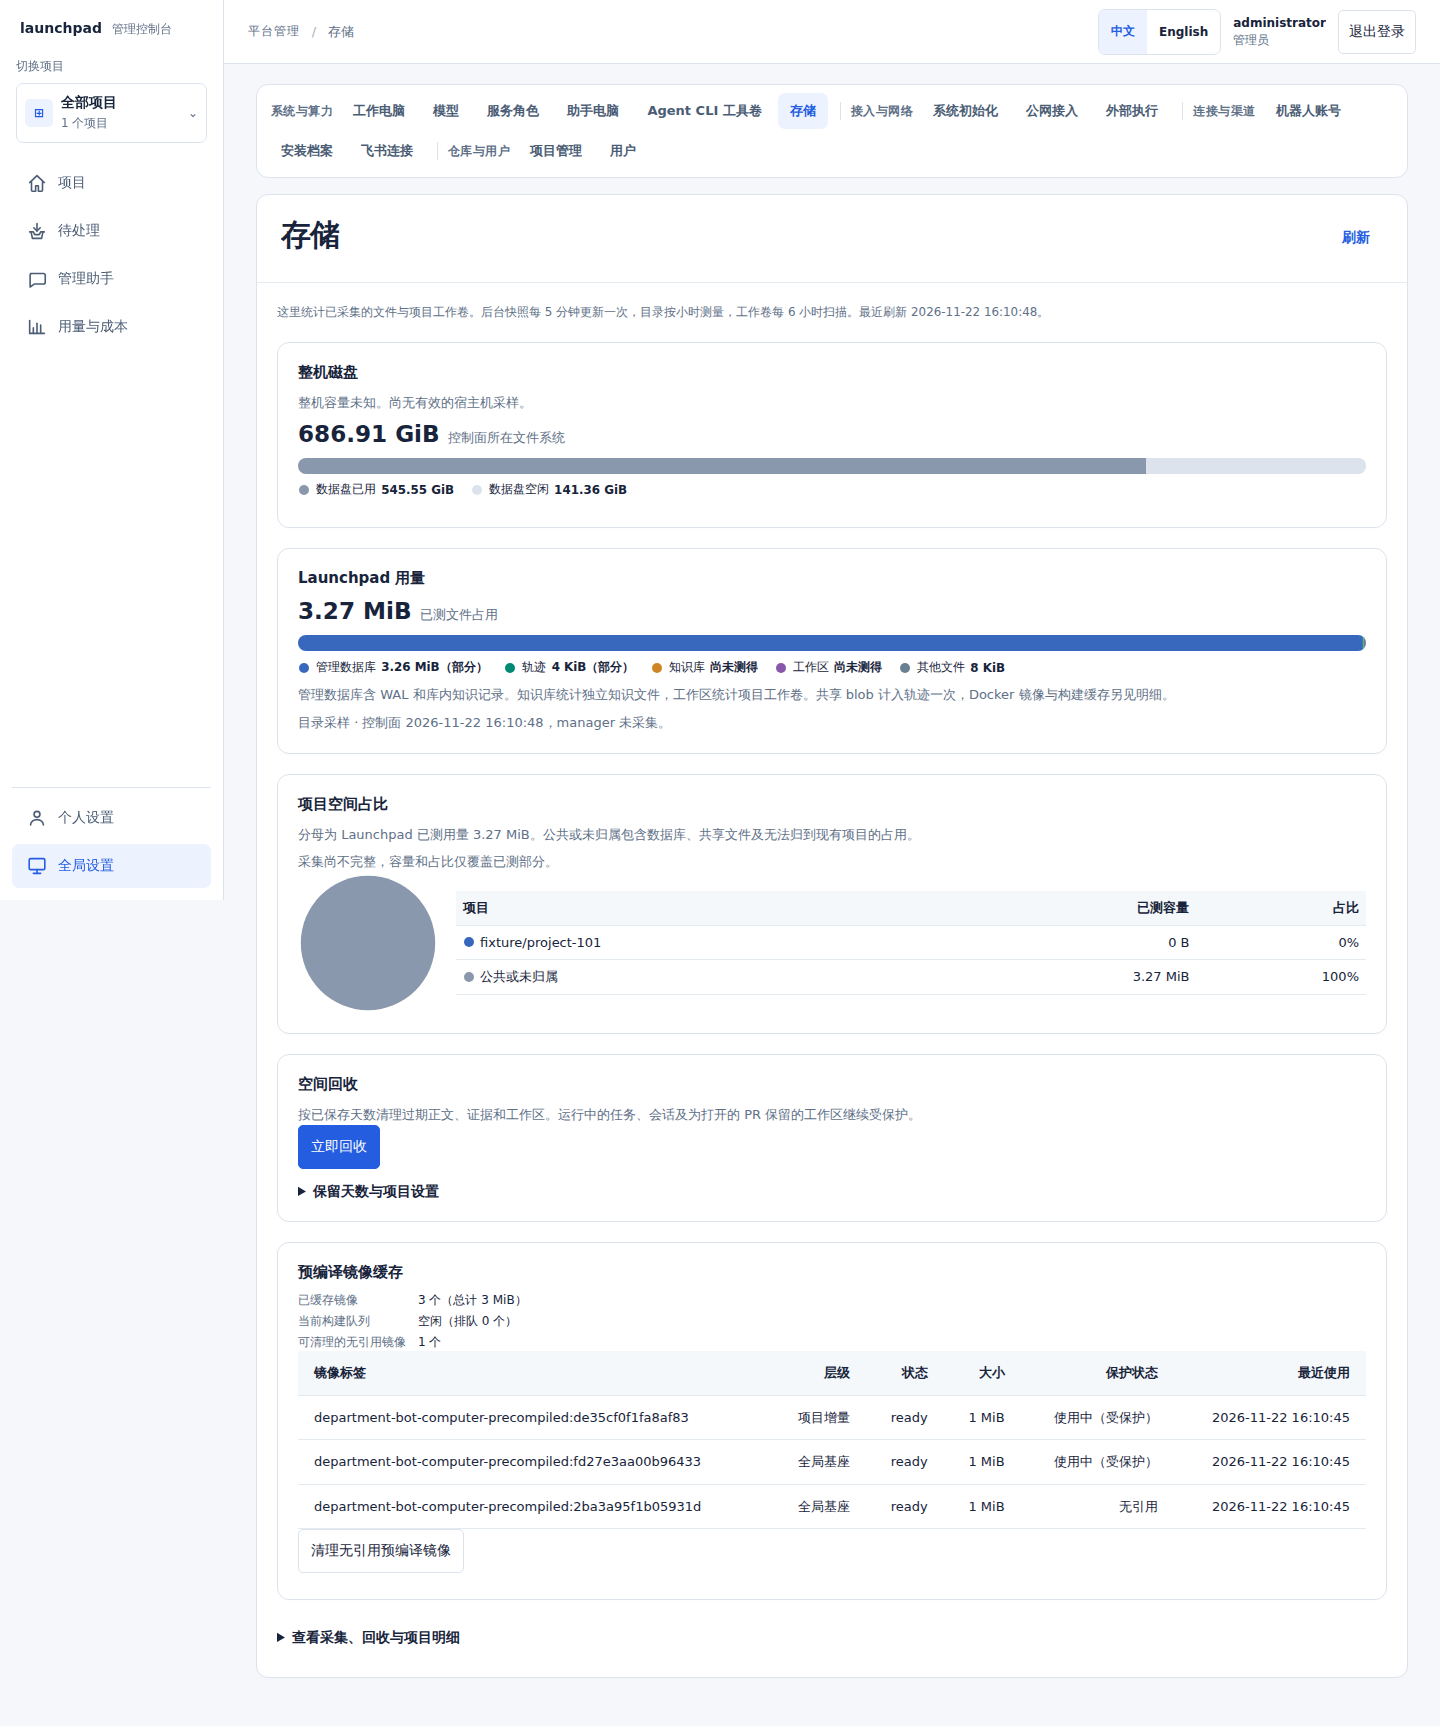 launchpad 管理控制台
切换项目
全部项目
1 个项目
项目
待处理
管理助手
用量与成本
个人设置
全局设置
平台管理 / 存储
中文 English
administrator
管理员
退出登录
系统与算力 工作电脑 模型 服务角色 助手电脑 Agent CLI 工具卷 存储 接入与网络 系统初始化 公网接入 外部执行 连接与渠道 机器人账号
安装档案 飞书连接 仓库与用户 项目管理 用户
存储
刷新
这里统计已采集的文件与项目工作卷。后台快照每 5 分钟更新一次，目录按小时测量，工作卷每 6 小时扫描。最近刷新 2026-11-22 16:10:48。
整机磁盘
整机容量未知。尚无有效的宿主机采样。
686.91 GiB 控制面所在文件系统
数据盘已用 545.55 GiB 数据盘空闲 141.36 GiB
Launchpad 用量
3.27 MiB 已测文件占用
管理数据库 3.26 MiB（部分） 轨迹 4 KiB（部分） 知识库 尚未测得 工作区 尚未测得 其他文件 8 KiB
管理数据库含 WAL 和库内知识记录。知识库统计独立知识文件，工作区统计项目工作卷。共享 blob 计入轨迹一次，Docker 镜像与构建缓存另见明细。
目录采样 · 控制面 2026-11-22 16:10:48，manager 未采集。
项目空间占比
分母为 Launchpad 已测用量 3.27 MiB。公共或未归属包含数据库、共享文件及无法归到现有项目的占用。
采集尚不完整，容量和占比仅覆盖已测部分。
项目 已测容量 占比
fixture/project-101 0 B 0%
公共或未归属 3.27 MiB 100%
空间回收
按已保存天数清理过期正文、证据和工作区。运行中的任务、会话及为打开的 PR 保留的工作区继续受保护。
立即回收
保留天数与项目设置
预编译镜像缓存
已缓存镜像 3 个（总计 3 MiB）
当前构建队列 空闲（排队 0 个）
可清理的无引用镜像 1 个
镜像标签 层级 状态 大小 保护状态 最近使用
department-bot-computer-precompiled:de35cf0f1fa8af83 项目增量 ready 1 MiB 使用中（受保护） 2026-11-22 16:10:45
department-bot-computer-precompiled:fd27e3aa00b96433 全局基座 ready 1 MiB 使用中（受保护） 2026-11-22 16:10:45
department-bot-computer-precompiled:2ba3a95f1b05931d 全局基座 ready 1 MiB 无引用 2026-11-22 16:10:45
清理无引用预编译镜像
查看采集、回收与项目明细